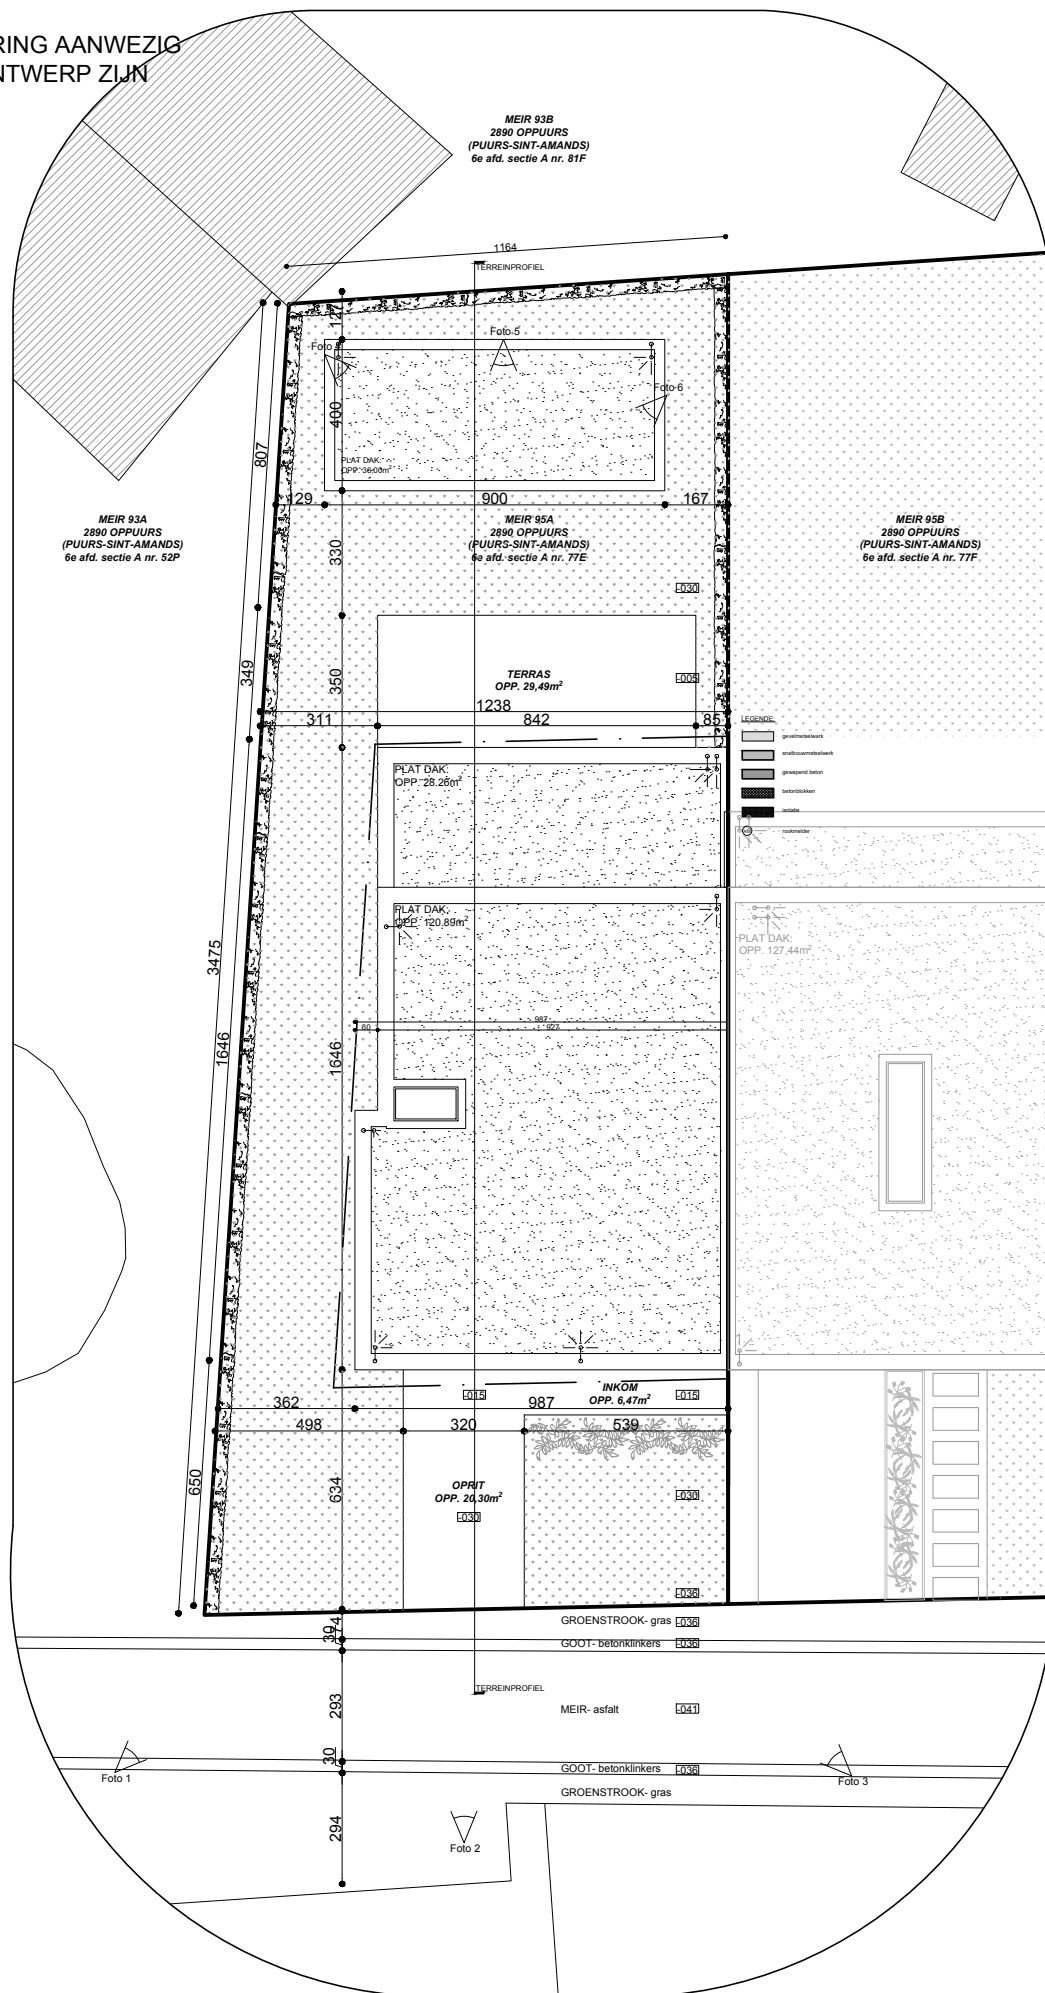 RING AANWEZIG
NTWERP ZIJN
MEIR 93B
2890 OPPUURS
(PUURS-SINT-AMANDS)
6e afd. sectie A nr. 81F
1164
TERREINPROFIEL
127
Foto 5
Foto
Foto 6
400
807
PLAT DAK:
OPP. 36,00m²
129
900
167
MEIR 93A
2890 OPPUURS
(PUURS-SINT-AMANDS)
6e afd. sectie A nr. 52P
MEIR 95A
2890 OPPUURS
(PUURS-SINT-AMANDS)
6e afd. sectie A nr. 77E
MEIR 95B
2890 OPPUURS
(PUURS-SINT-AMANDS)
6e afd. sectie A nr. 77F
330
-030
349
350
TERRAS
OPP. 29,49m²
-005
1238
311
842
85
LEGENDE:
gevelmetselwerk
snelbouwmetselwerk
gewapend beton
betonblokken
isolatie
rookmelder
PLAT DAK:
OPP. 28.26m²
PLAT DAK:
OPP. 120,89m²
PLAT DAK:
OPP. 127,44m²
3475
1646
1646
987
60
927
INKOM
OPP. 6,47m²
-015
-015
362
987
498
320
539
650
634
OPRIT
OPP. 20,30m²
-030
-030
-036
GROENSTROOK- gras
-036
174
30
GOOT- betonklinkers
-036
TERREINPROFIEL
293
MEIR- asfalt
-041
30
GOOT- betonklinkers
-036
Foto 1
Foto 3
GROENSTROOK- gras
294
Foto 2